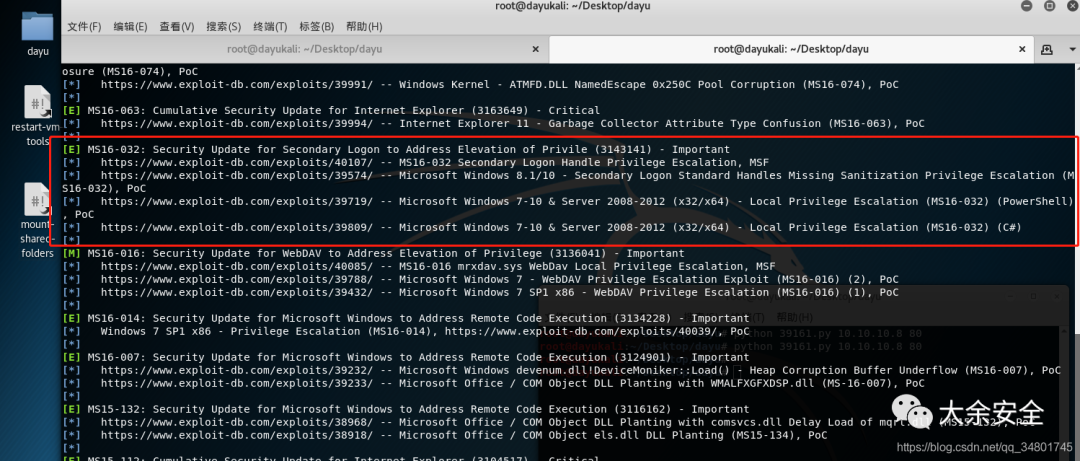 root@dayukali: ~/Desktop/dayu
文件(F) 编辑(E) 查看(V) 搜索(S) 终端(T) 标签(B) 帮助(H)
root@dayukali: ~/Desktop/dayu × root@dayukali: ~/Desktop/dayu ×
dayu
restart-vm-
tools
mount-
shared-
folders
osure (MS16-074), PoC
[*] https://www.exploit-db.com/exploits/39991/ -- Windows Kernel - ATMFD.DLL NamedEscape 0x250C Pool Corruption (MS16-074), PoC
[*]
[E] MS16-063: Cumulative Security Update for Internet Explorer (3163649) - Critical
[*] https://www.exploit-db.com/exploits/39994/ -- Internet Explorer 11 - Garbage Collector Attribute Type Confusion (MS16-063), PoC
[*]
[E] MS16-032: Security Update for Secondary Logon to Address Elevation of Privile (3143141) - Important
[*] https://www.exploit-db.com/exploits/40107/ -- MS16-032 Secondary Logon Handle Privilege Escalation, MSF
[*] https://www.exploit-db.com/exploits/39574/ -- Microsoft Windows 8.1/10 - Secondary Logon Standard Handles Missing Sanitization Privilege Escalation (M
S16-032), PoC
[*] https://www.exploit-db.com/exploits/39719/ -- Microsoft Windows 7-10 & Server 2008-2012 (x32/x64) - Local Privilege Escalation (MS16-032) (PowerShell)
, PoC
[*] https://www.exploit-db.com/exploits/39809/ -- Microsoft Windows 7-10 & Server 2008-2012 (x32/x64) - Local Privilege Escalation (MS16-032) (C#)
[*]
[M] MS16-016: Security Update for WebDAV to Address Elevation of Privilege (3136041) - Important
[*] https://www.exploit-db.com/exploits/40085/ -- MS16-016 mrxdav.sys WebDav Local Privilege Escalation, MSF
[*] https://www.exploit-db.com/exploits/39788/ -- Microsoft Windows 7 - WebDAV Privilege Escalation Exploit (MS16-016) (2), PoC
[*] https://www.exploit-db.com/exploits/39432/ -- Microsoft Windows 7 SP1 x86 - WebDAV Privilege Escalation (MS16-016) (1), PoC
[*]
[E] MS16-014: Security Update for Microsoft Windows to Address Remote Code Execution (3134228) - Important
[*] Windows 7 SP1 x86 - Privilege Escalation (MS16-014), https://www.exploit-db.com/exploits/40039/, PoC
[*]
[E] MS16-007: Security Update for Microsoft Windows to Address Remote Code Execution (3124901) - Important
[*] https://www.exploit-db.com/exploits/39232/ -- Microsoft Windows devenum.dll!DeviceMoniker::Load() - Heap Corruption Buffer Underflow (MS16-007), PoC
[*] https://www.exploit-db.com/exploits/39233/ -- Microsoft Office / COM Object DLL Planting with WMALFXGFXDSP.dll (MS-16-007), PoC
[*]
[E] MS15-132: Security Update for Microsoft Windows to Address Remote Code Execution (3116162) - Important
[*] https://www.exploit-db.com/exploits/38968/ -- Microsoft Office / COM Object DLL Planting with comsvcs.dll Delay Load of (MS15-132), PoC
[*] https://www.exploit-db.com/exploits/38918/ -- Microsoft Office / COM Object els.dll DLL Planting (MS15-134), PoC
[*]
[E] MS15-112: Cumulative Security Update for Internet Explorer (3104517) - Critical
帮助(H)
python 39161.py 10.10.10.8 80
root@dayukali:~/Desktop/dayu# python 39161.py 10.10.10.8 80
大余安全
https://blog.csdn.net/qq_34801745